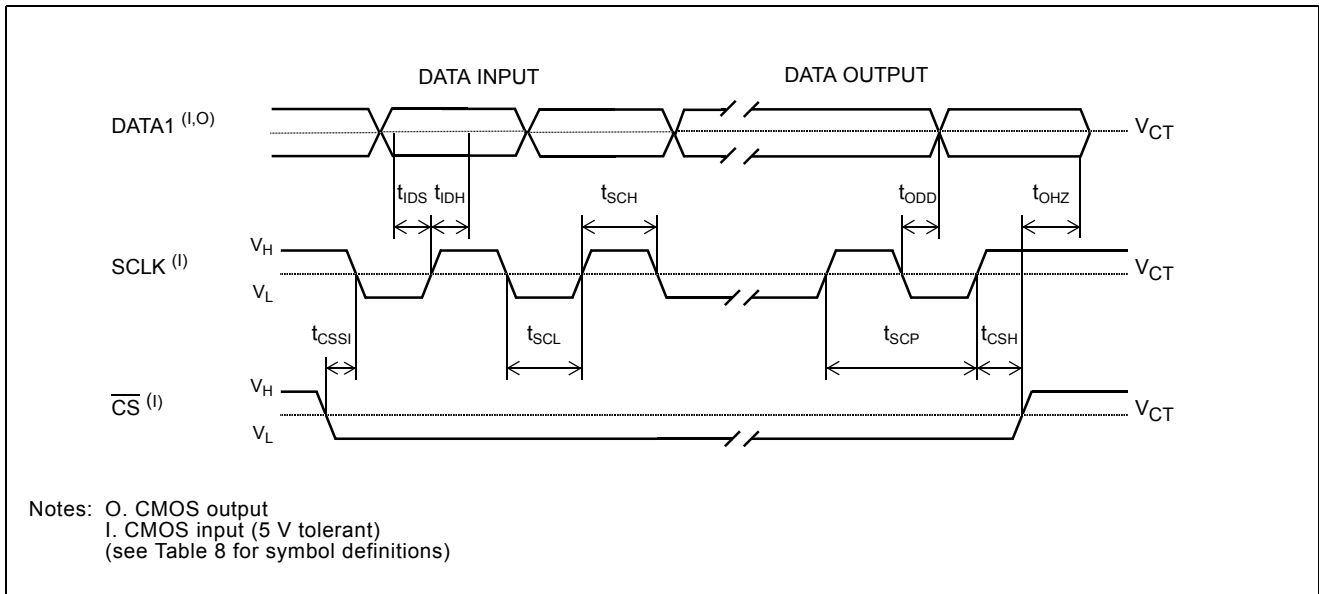 DATA INPUT DATA OUTPUT
DATA1 (I,O) VCT
tIDS tIDH tSCH tODD tOHZ
VH
SCLK (I) VCT
VL
tCSSI tSCL tSCP tCSH
VH
CS (I) VCT
VL
Notes: O. CMOS output
I. CMOS input (5 V tolerant)
(see Table 8 for symbol definitions)